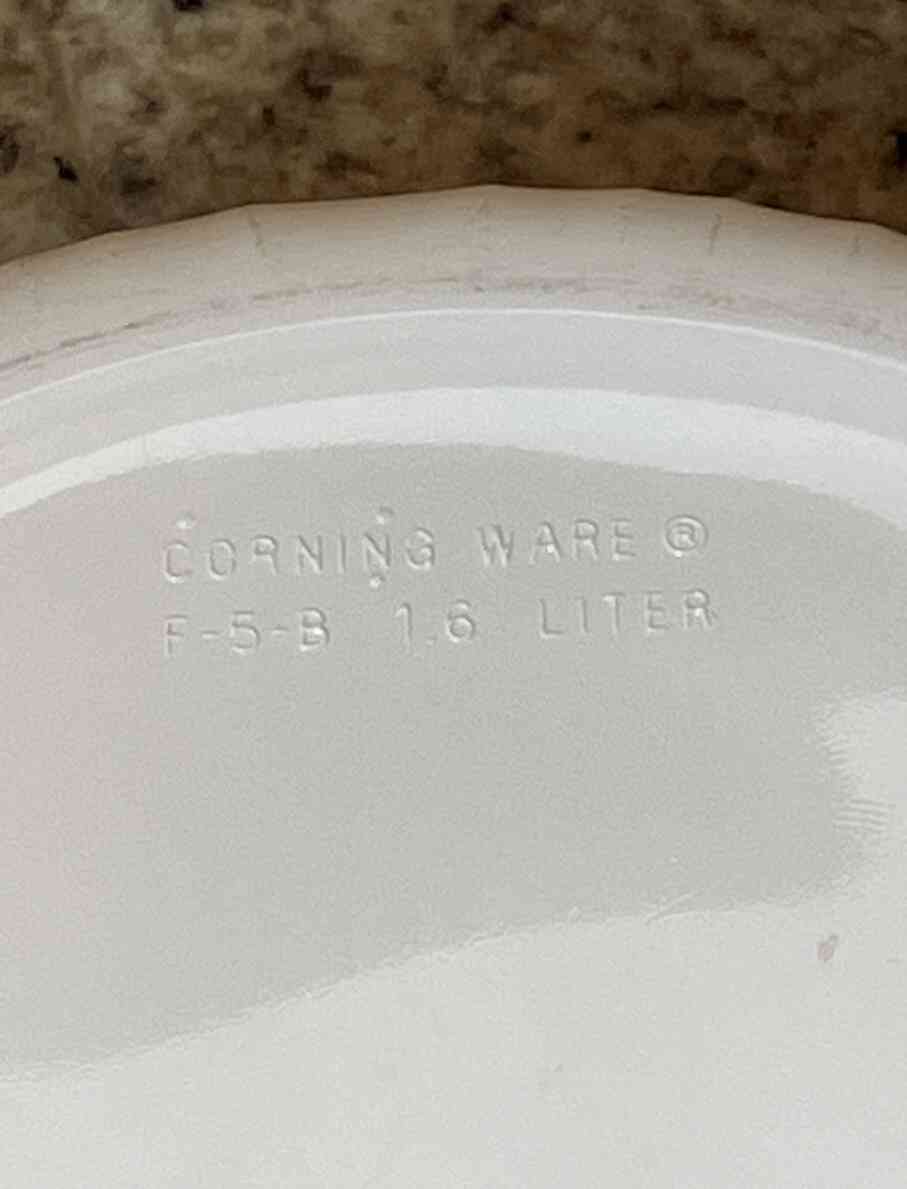 CORNING WARE ®
F-5-B 1.6 LITER